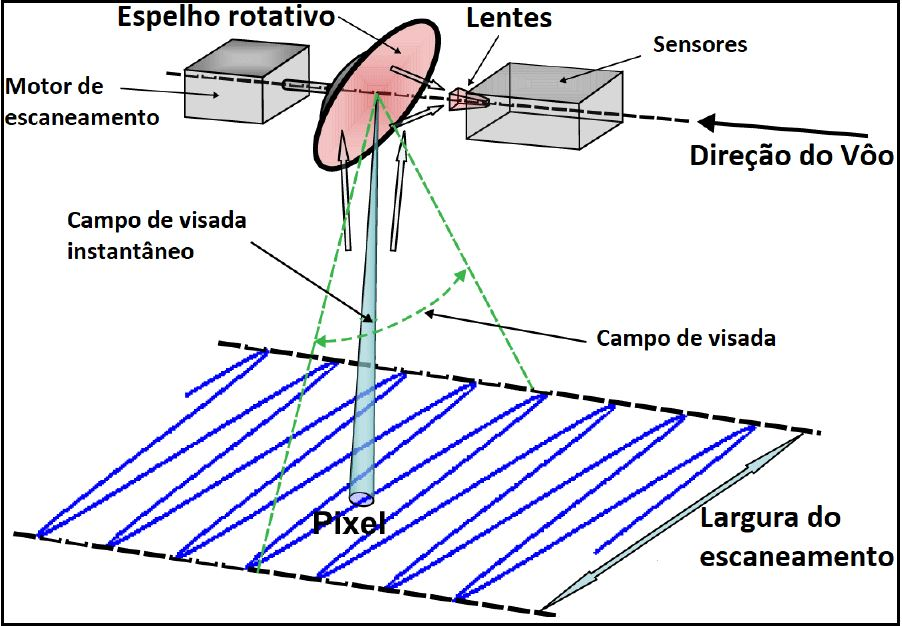 Espelho rotativo
Lentes
Sensores
Motor de
escaneamento
Direção do Vôo
Campo de visada
instantâneo
Campo de visada
Pixel
Largura do
escaneamento